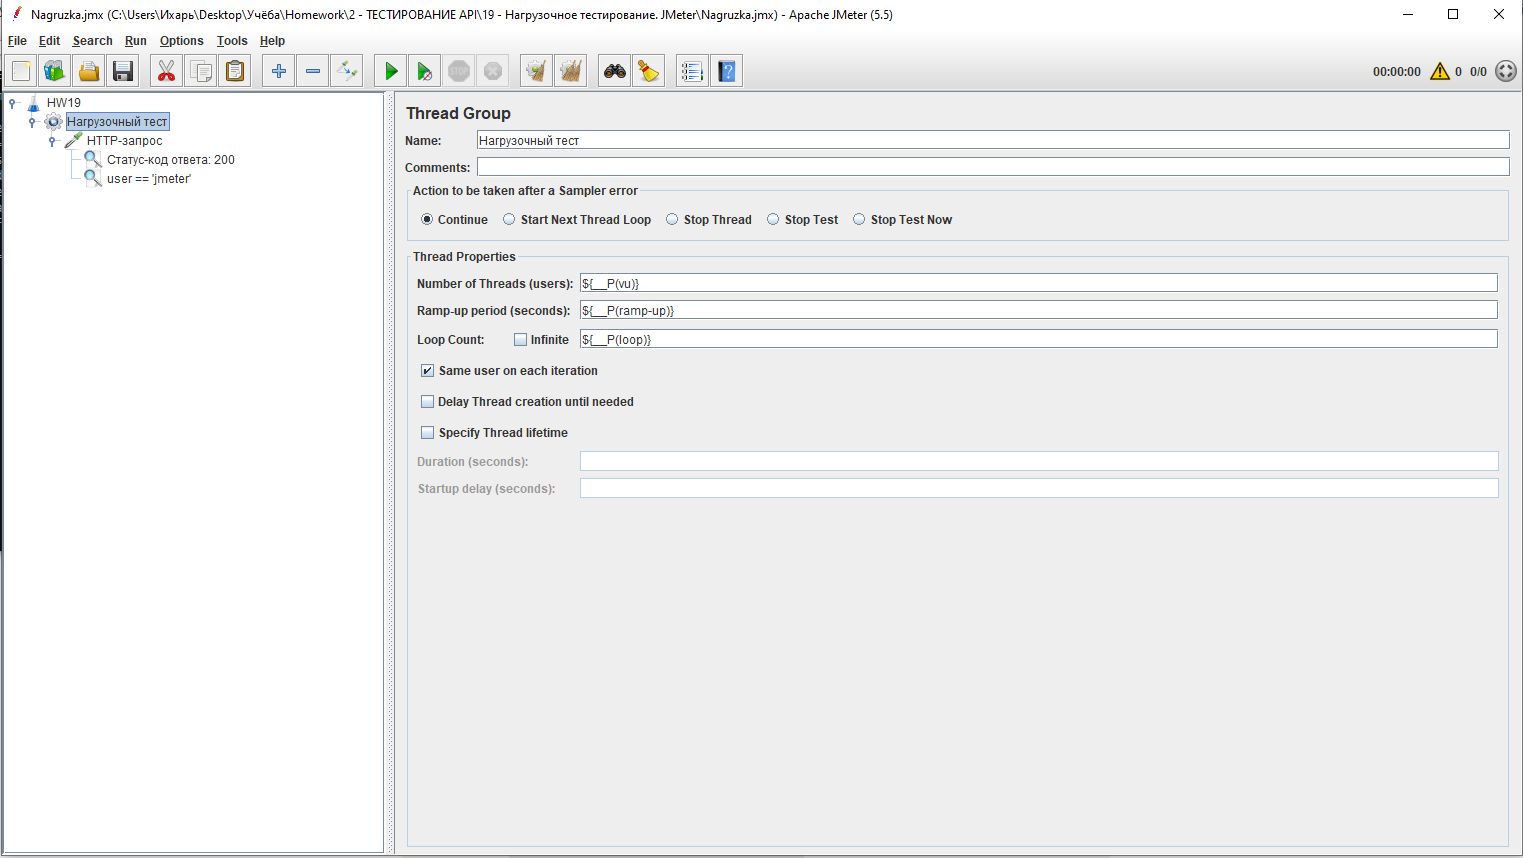 Nagruzka.jmx (C:\Users\Ихарь\Desktop\Учёба\Homework\2 - ТЕСТИРОВАНИЕ API\19 - Нагрузочное тестирование. JMeter\Nagruzka.jmx) - Apache JMeter (5.5)
File Edit Search Run Options Tools Help
STOP
00:00:00 0 0/0
HW19
Нагрузочный тест
HTTP-запрос
Статус-код ответа: 200
user == 'jmeter'
Thread Group
Name: Нагрузочный тест
Comments:
Action to be taken after a Sampler error
Continue Start Next Thread Loop Stop Thread Stop Test Stop Test Now
Thread Properties
Number of Threads (users): ${__P(vu)}
Ramp-up period (seconds): ${__P(ramp-up)}
Loop Count: Infinite ${__P(loop)}
Same user on each iteration
Delay Thread creation until needed
Specify Thread lifetime
Duration (seconds):
Startup delay (seconds):